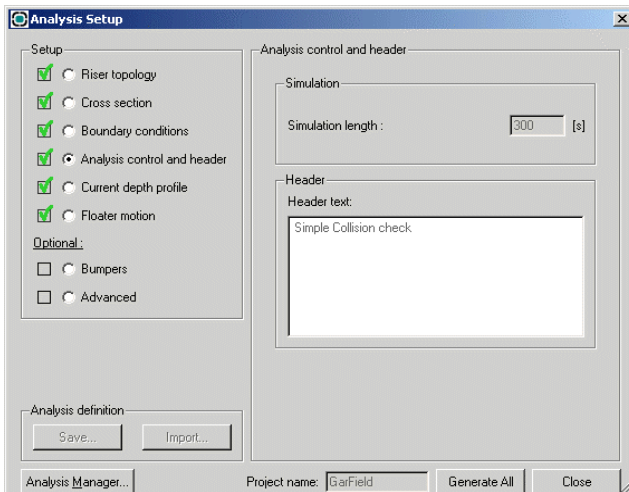 Analysis Setup
Setup
Riser topology
Cross section
Boundary conditions
Analysis control and header
Current depth profile
Floater motion
Optional :
Bumpers
Advanced
Analysis definition
Save...
Import...
Analysis control and header
Simulation
Simulation length :
300
[s]
Header
Header text:
Simple Collision check
Analysis Manager...
Project name:
GarField
Generate All
Close